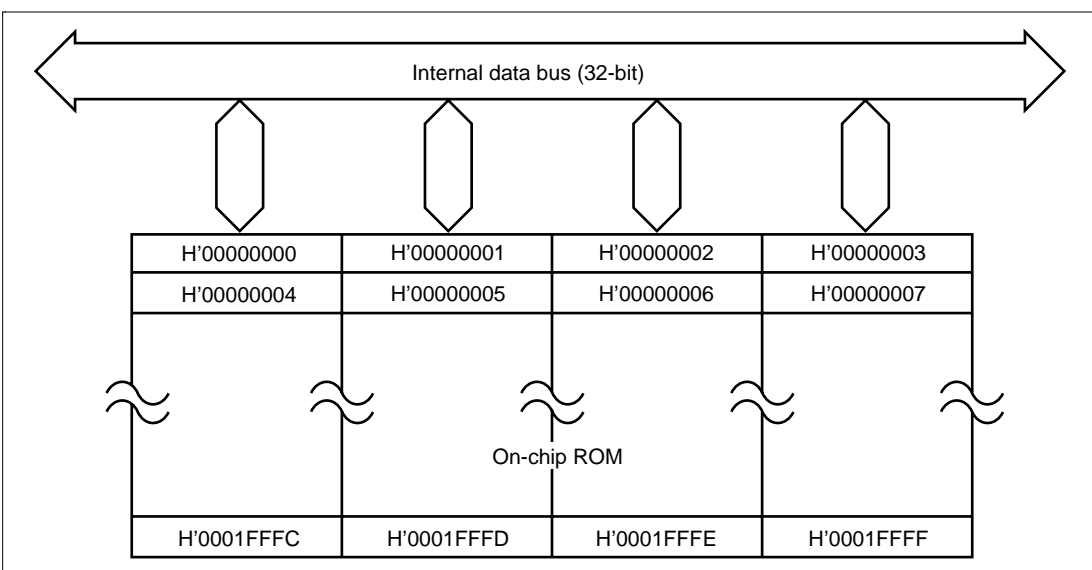 Internal data bus (32-bit)
H'00000000 H'00000001 H'00000002 H'00000003
H'00000004 H'00000005 H'00000006 H'00000007
On-chip ROM
H'0001FFFC H'0001FFFD H'0001FFFE H'0001FFFF